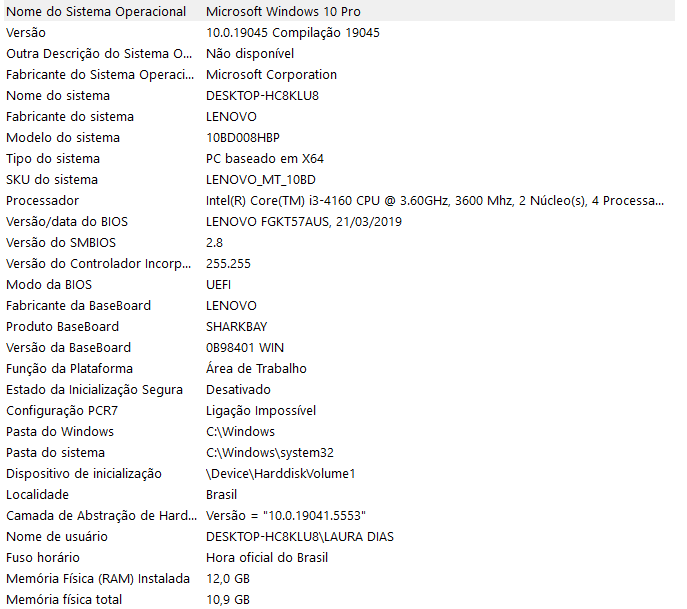 Nome do Sistema Operacional Microsoft Windows 10 Pro
Versão 10.0.19045 Compilação 19045
Outra Descrição do Sistema O... Não disponível
Fabricante do Sistema Operaci... Microsoft Corporation
Nome do sistema DESKTOP-HC8KLU8
Fabricante do sistema LENOVO
Modelo do sistema 10BD008HBP
Tipo do sistema PC baseado em X64
SKU do sistema LENOVO_MT_10BD
Processador Intel(R) Core(TM) i3-4160 CPU @ 3.60GHz, 3600 Mhz, 2 Núcleo(s), 4 Processa...
Versão/data do BIOS LENOVO FGKT57AUS, 21/03/2019
Versão do SMBIOS 2.8
Versão do Controlador Incorp... 255.255
Modo da BIOS UEFI
Fabricante da BaseBoard LENOVO
Produto BaseBoard SHARKBAY
Versão da BaseBoard 0B98401 WIN
Função da Plataforma Área de Trabalho
Estado da Inicialização Segura Desativado
Configuração PCR7 Ligação Impossível
Pasta do Windows C:\Windows
Pasta do sistema C:\Windows\system32
Dispositivo de inicialização \Device\HarddiskVolume1
Localidade Brasil
Camada de Abstração de Hard... Versão = "10.0.19041.5553"
Nome de usuário DESKTOP-HC8KLU8\LAURA DIAS
Fuso horário Hora oficial do Brasil
Memória Física (RAM) Instalada 12,0 GB
Memória física total 10,9 GB